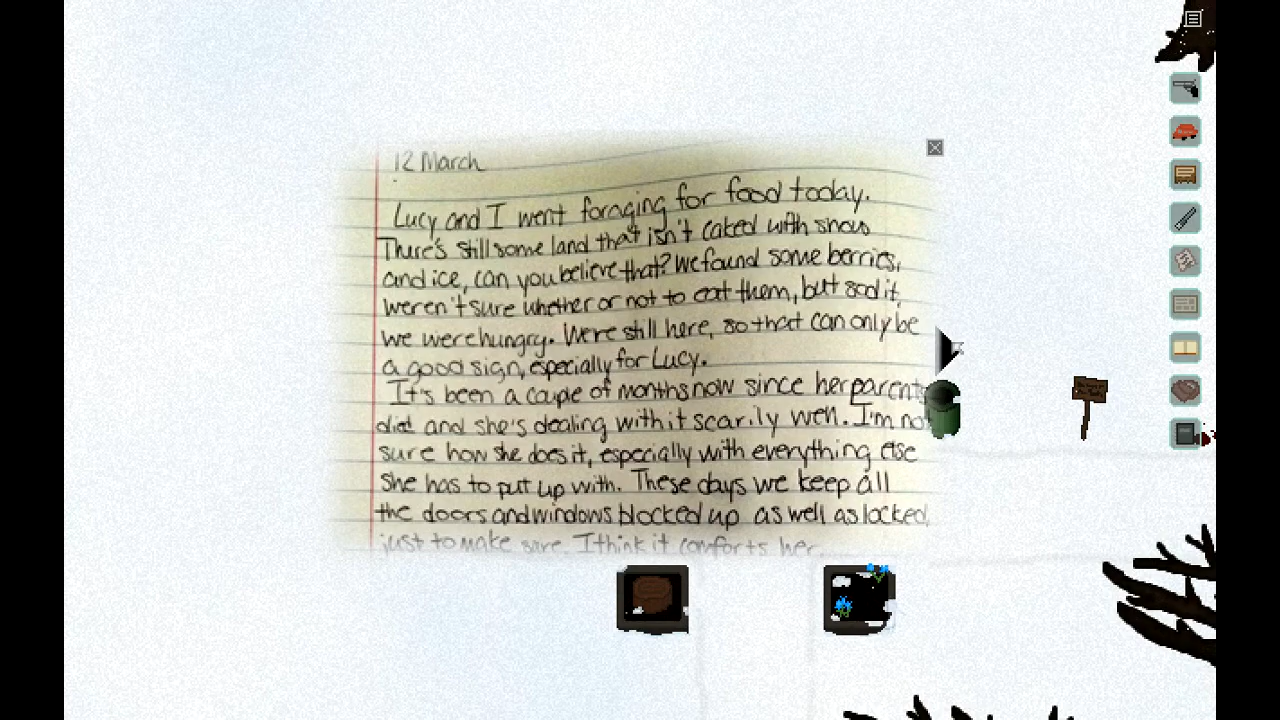 12 March
Lucy and I went foraging for food today.
There's still some land that isn't caked with snow
and ice, can you believe that? We found some berries,
weren't sure whether or not to eat them, but sod it,
we were hungry. We're still here, so that can only be
a good sign, especially for Lucy.
It's been a couple of months now since her parents
died and she's dealing with it scarily well. I'm not
sure how she does it, especially with everything else
she has to put up with. These days we keep all
the doors and windows blocked up as well as locked,
just to make sure. I think it comforts her.